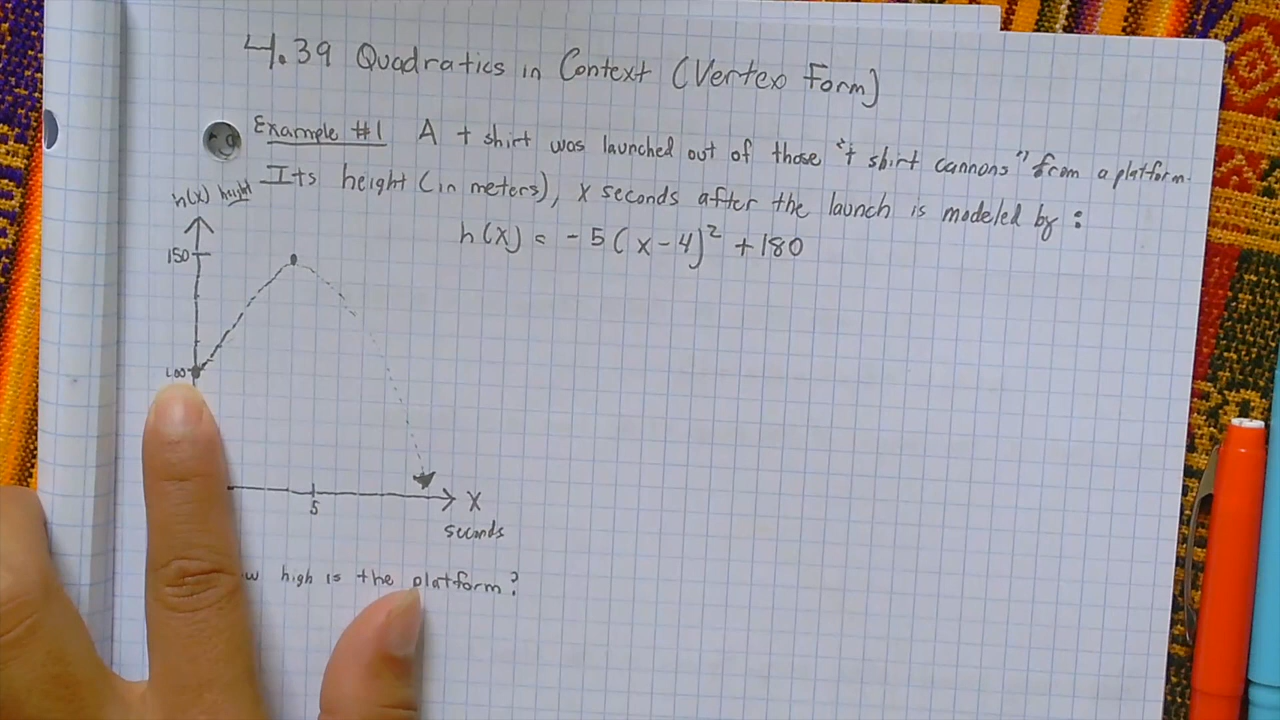 4.39 Quadratics in Context (Vertex Form)
Example #1 A t shirt was launched out of those "t shirt cannons" from a platform.
Its height (in meters), x seconds after the launch is modeled by:
h(x) = -5(x-4)² +180
h(x) height
150
100
5
x
seconds
high is the platform?